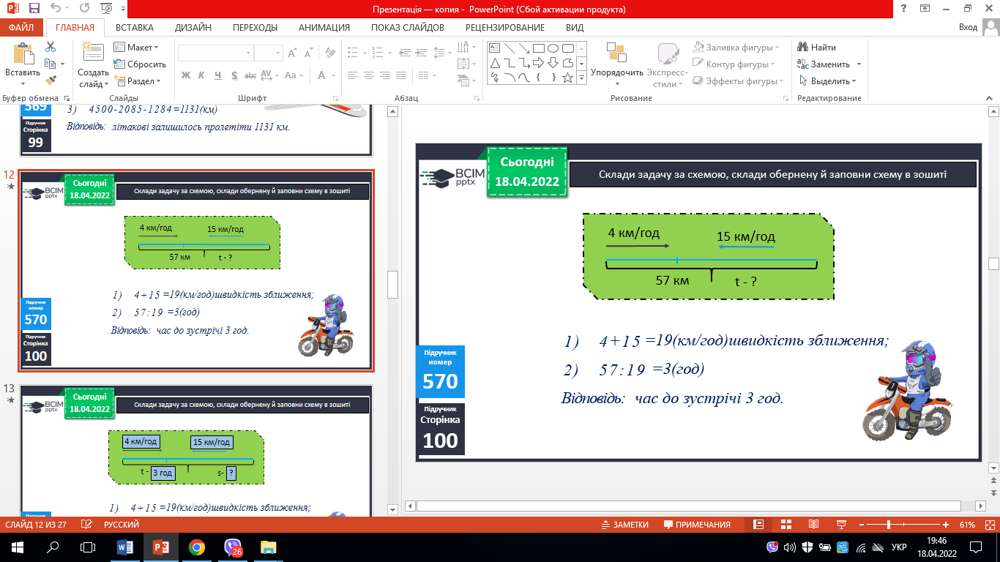 Презентація — копия - PowerPoint (Сбой активации продукта)
ФАЙЛ ГЛАВНАЯ ВСТАВКА ДИЗАЙН ПЕРЕХОДЫ АНИМАЦИЯ ПОКАЗ СЛАЙДОВ РЕЦЕНЗИРОВАНИЕ ВИД Вход
Вставить
Буфер обмена
Создать слайд
Макет
Сбросить
Раздел
Слайды
Ж К Ч S abc AV Aa A
Шрифт
Абзац
Упорядочить
Экспресс-стили
Заливка фигуры
Контур фигуры
Эффекты фигуры
Рисование
Найти
Заменить
Выделить
Редактирование
569
Підручник
Сторінка
99
3) 4500-2085-1284=1131(км)
Відповідь: літакові залишилось пролетіти 1131 км.
12
BCIM
pptx
Сьогодні
18.04.2022
Склади задачу за схемою, склади обернену й заповни схему в зошиті
4 км/год
15 км/год
57 км
t - ?
1) 4+15=19(км/год)швидкість зближення;
2) 57:19 =3(год)
Відповідь: час до зустрічі 3 год.
Підручник
номер
570
Підручник
Сторінка
100
13
BCIM
pptx
Сьогодні
18.04.2022
Склади задачу за схемою, склади обернену й заповни схему в зошиті
4 км/год
15 км/год
t - 3 год
s- ?
1) 4+15=19(км/год)швидкість зближення;
BCIM
pptx
Сьогодні
18.04.2022
Склади задачу за схемою, склади обернену й заповни схему в зошиті
4 км/год
15 км/год
57 км
t - ?
1) 4+15=19(км/год)швидкість зближення;
2) 57:19 =3(год)
Відповідь: час до зустрічі 3 год.
Підручник
номер
570
Підручник
Сторінка
100
СЛАЙД 12 ИЗ 27 РУССКИЙ ЗАМЕТКИ ПРИМЕЧАНИЯ 61%
26
УКР
19:46
18.04.2022